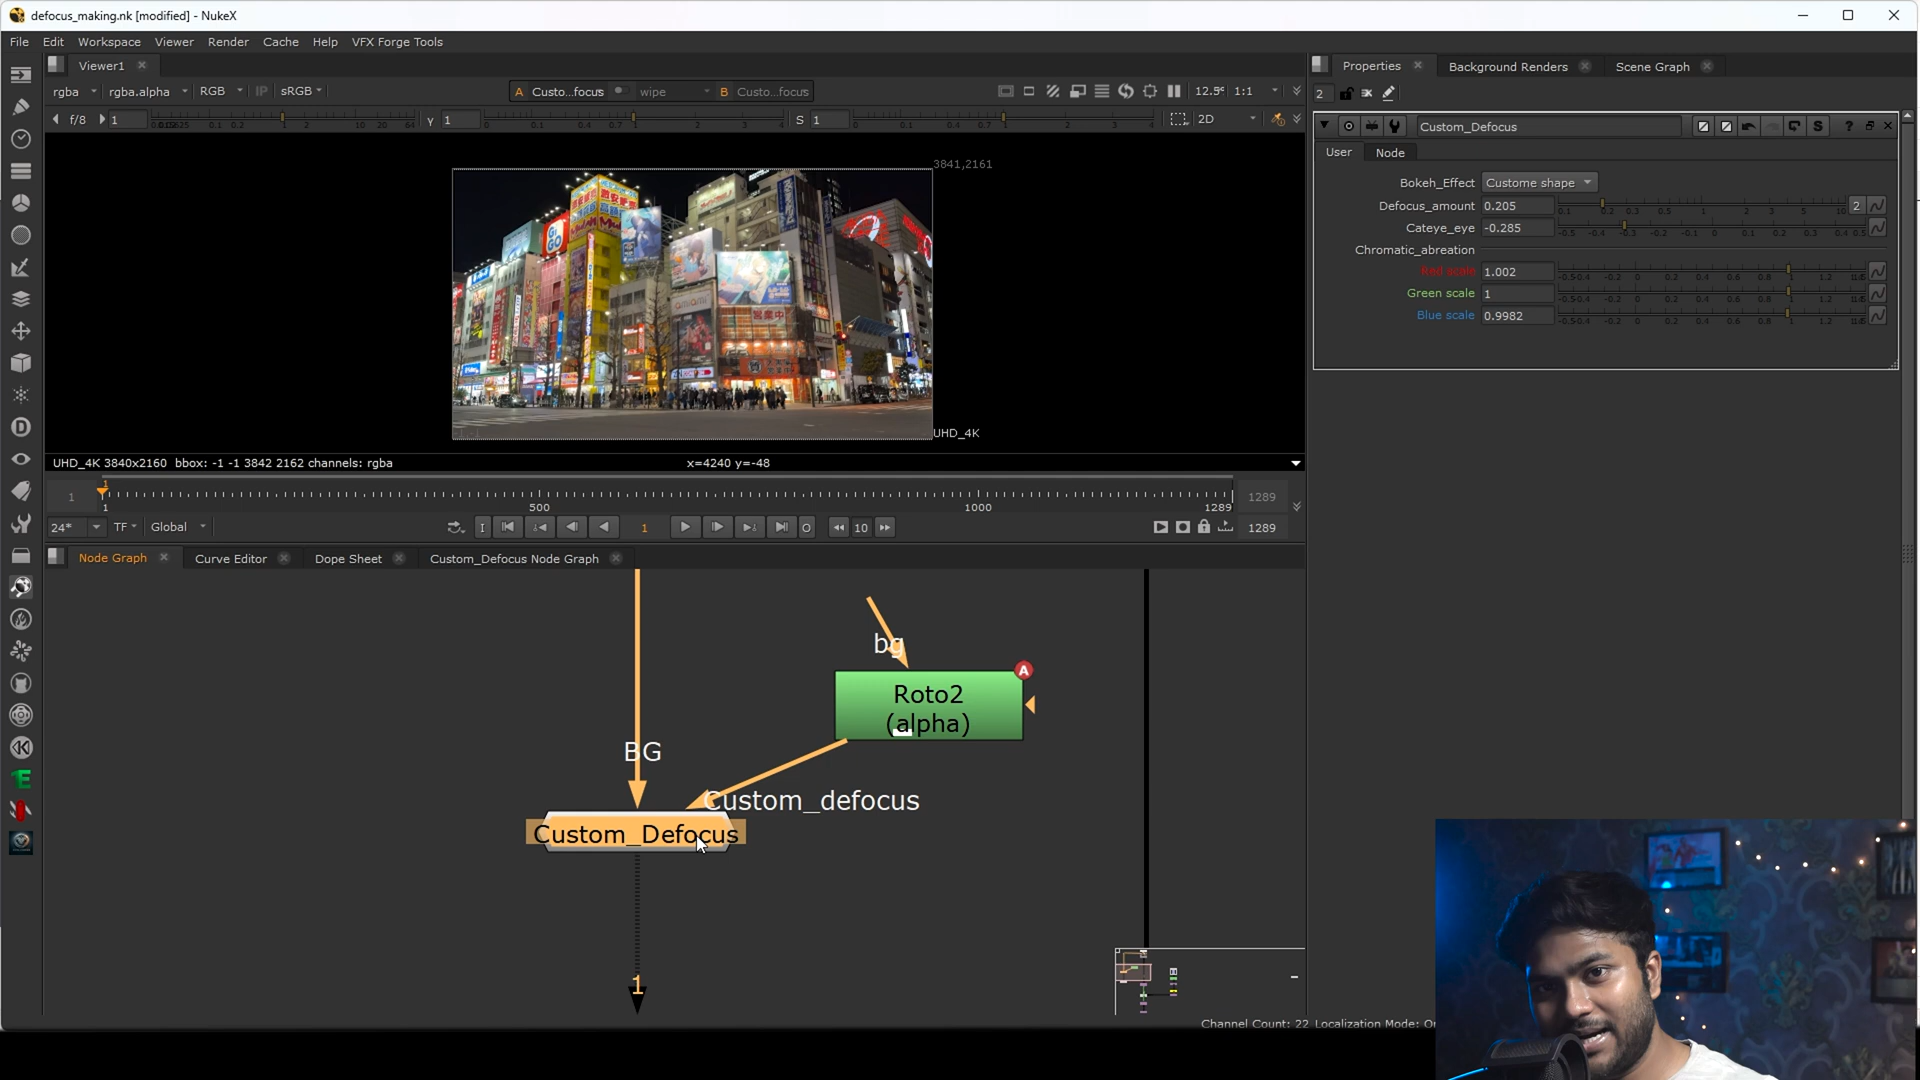 defocus_making.nk [modified] - NukeX
File Edit Workspace Viewer Render Cache Help VFX Forge Tools
Viewer1
rgba rgba.alpha RGB IP sRGB A Custo...focus wipe B Custo...focus 12.5% 1:1
f/8 1 γ 1 S 1 2D
3841,2161
UHD_4K
UHD_4K 3840x2160 bbox: -1 -1 3842 2162 channels: rgba x=4240 y=-48
1 1 1 500 1000 1289 1289
24* TF Global I 1 O 10 1289
Node Graph Curve Editor Dope Sheet Custom_Defocus Node Graph
bg
Roto2
(alpha)
A
BG
Custom_defocus
Custom_Defocus
1
Channel Count: 22 Localization Mode: O
Properties Background Renders Scene Graph
2
Custom_Defocus
S ?
User Node
Bokeh_Effect Custome shape
Defocus_amount 0.205 2
Cateye_eye -0.285
Chromatic_abreation
Red scale 1.002
Green scale 1
Blue scale 0.9982